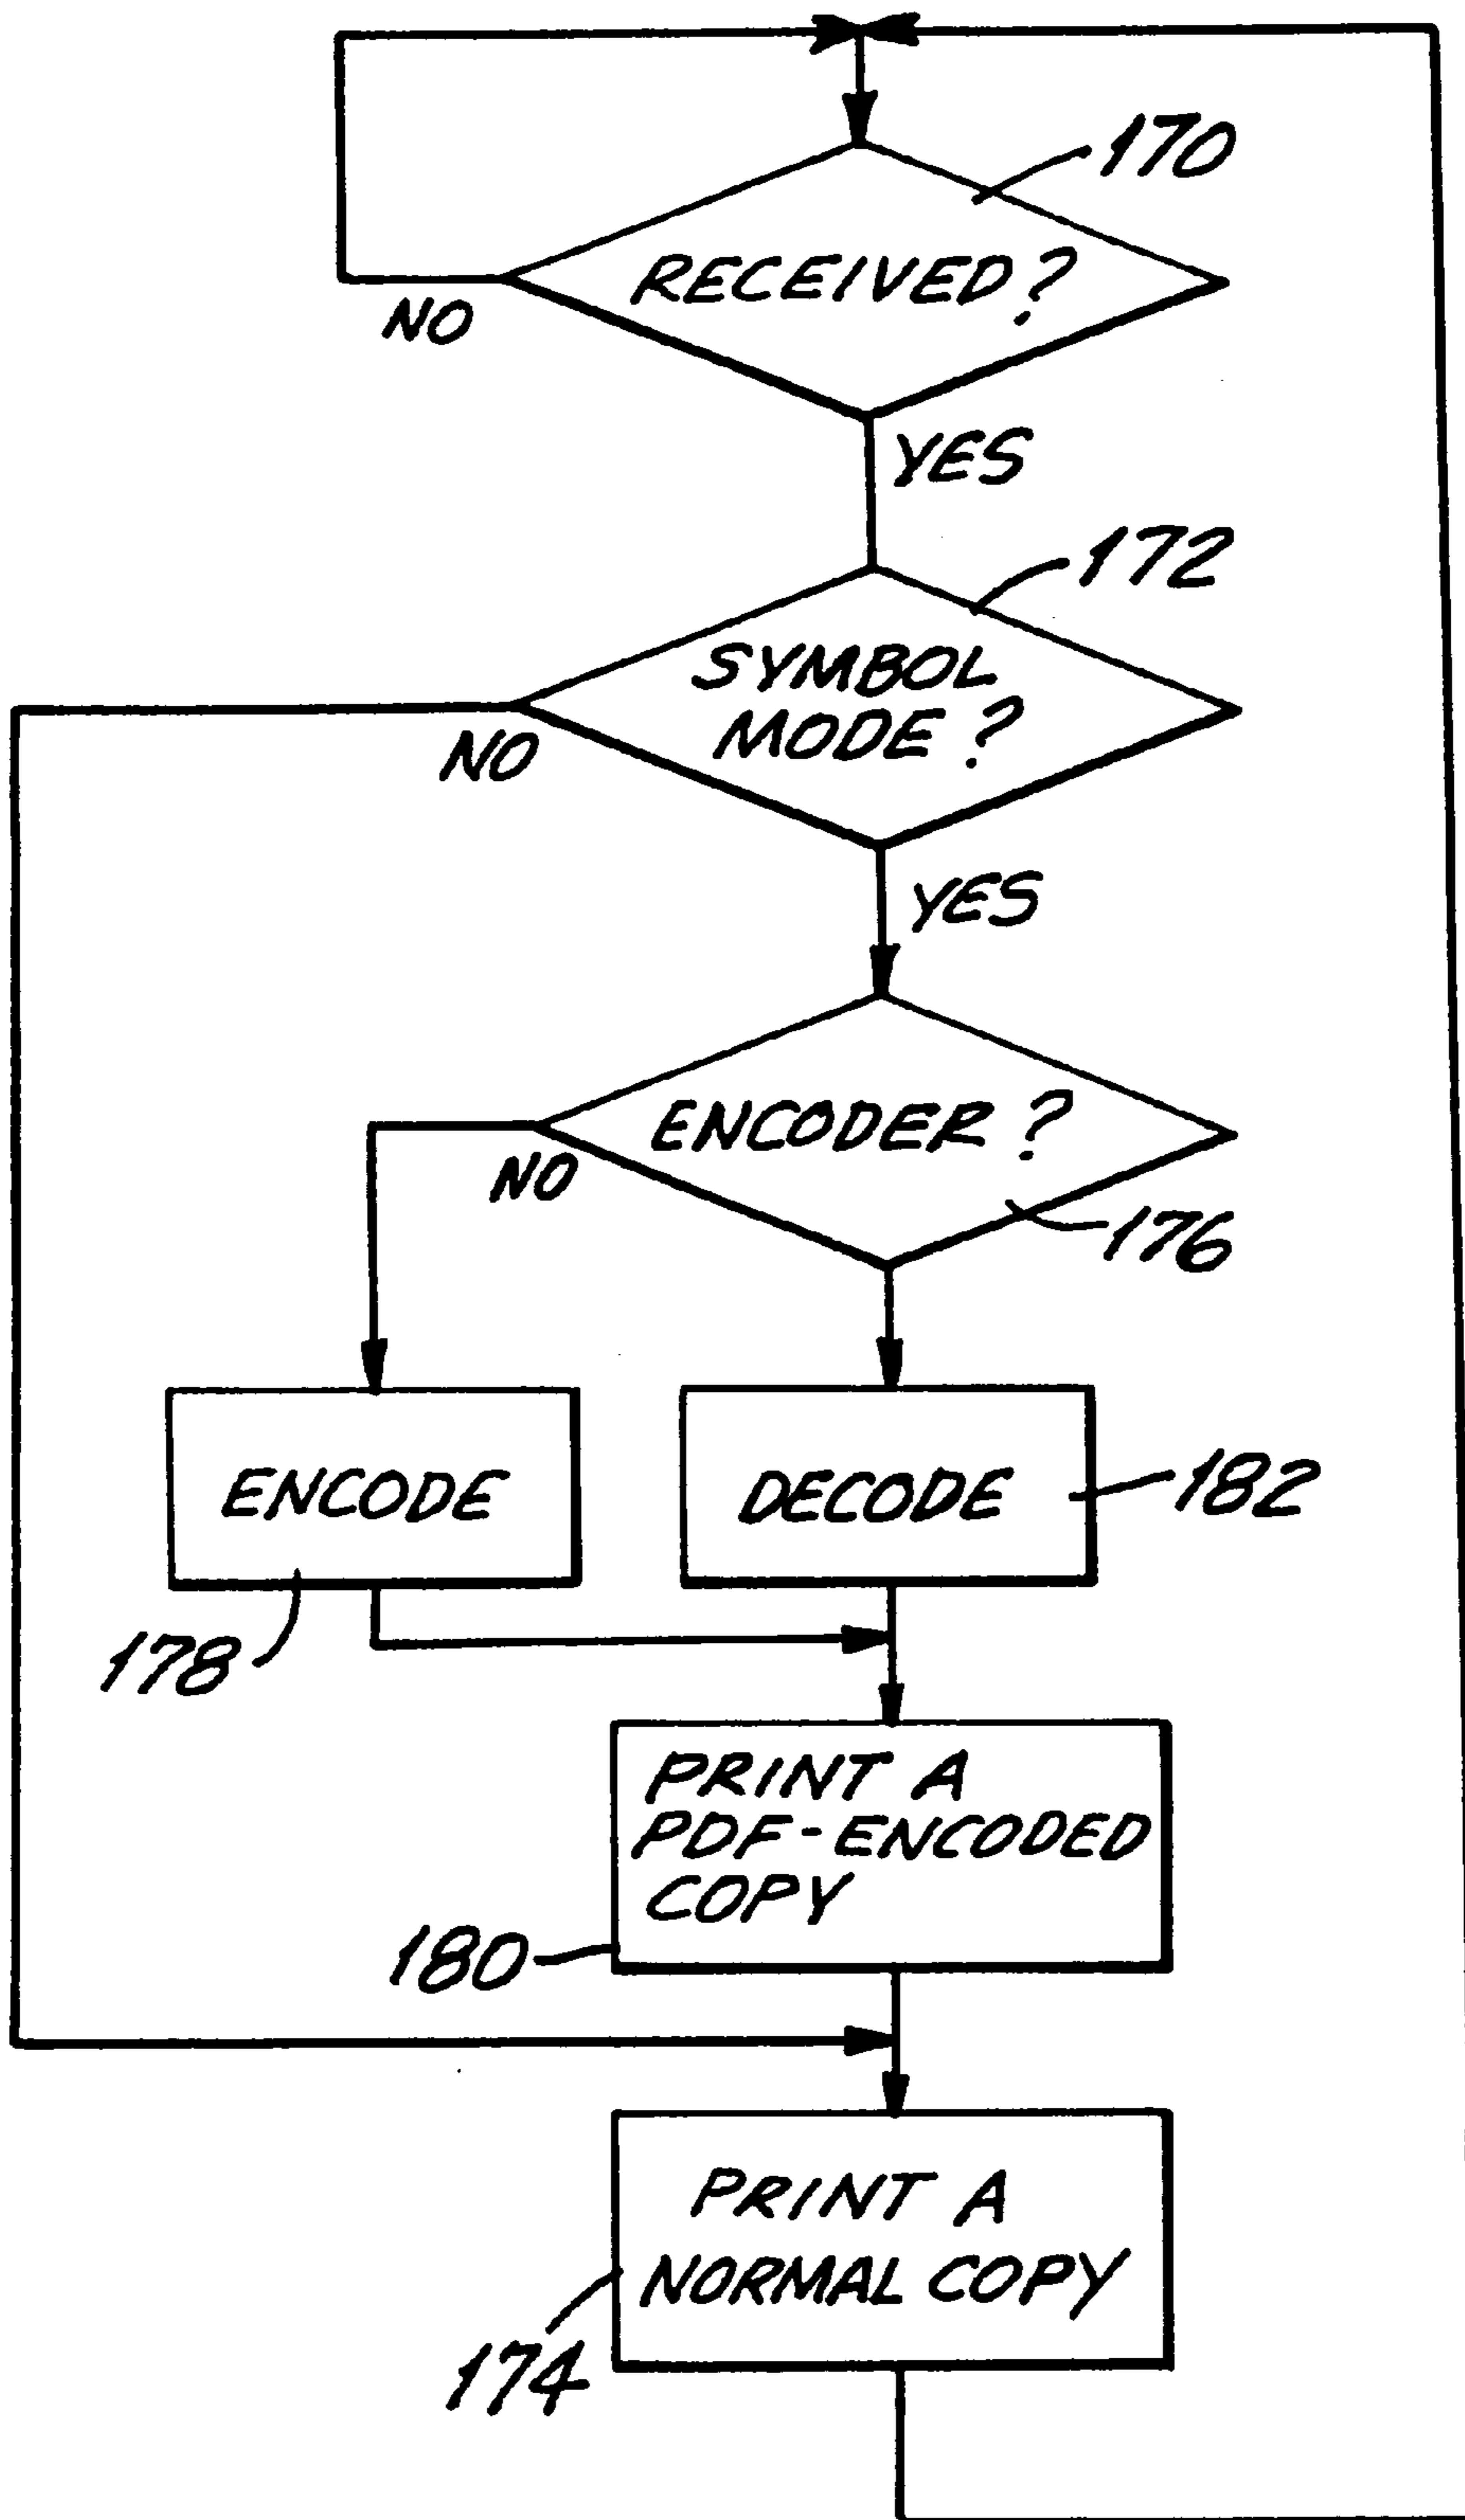 170
RECEIVED?
NO
YES
172
SYMBOL
MODE?
NO
YES
ENCODER?
NO
176
ENCODE
DECODE
182
178
PRINT A
PDF-ENCODED
COPY
180
PRINT A
NORMAL COPY
174